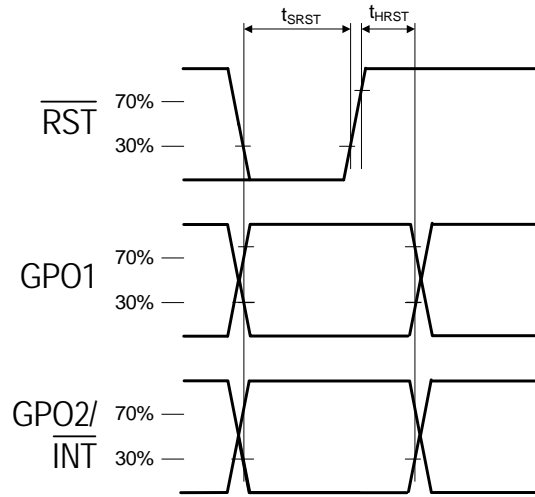 tSRST
tHRST
RST
70%
30%
GPO1
70%
30%
GPO2/
INT
70%
30%